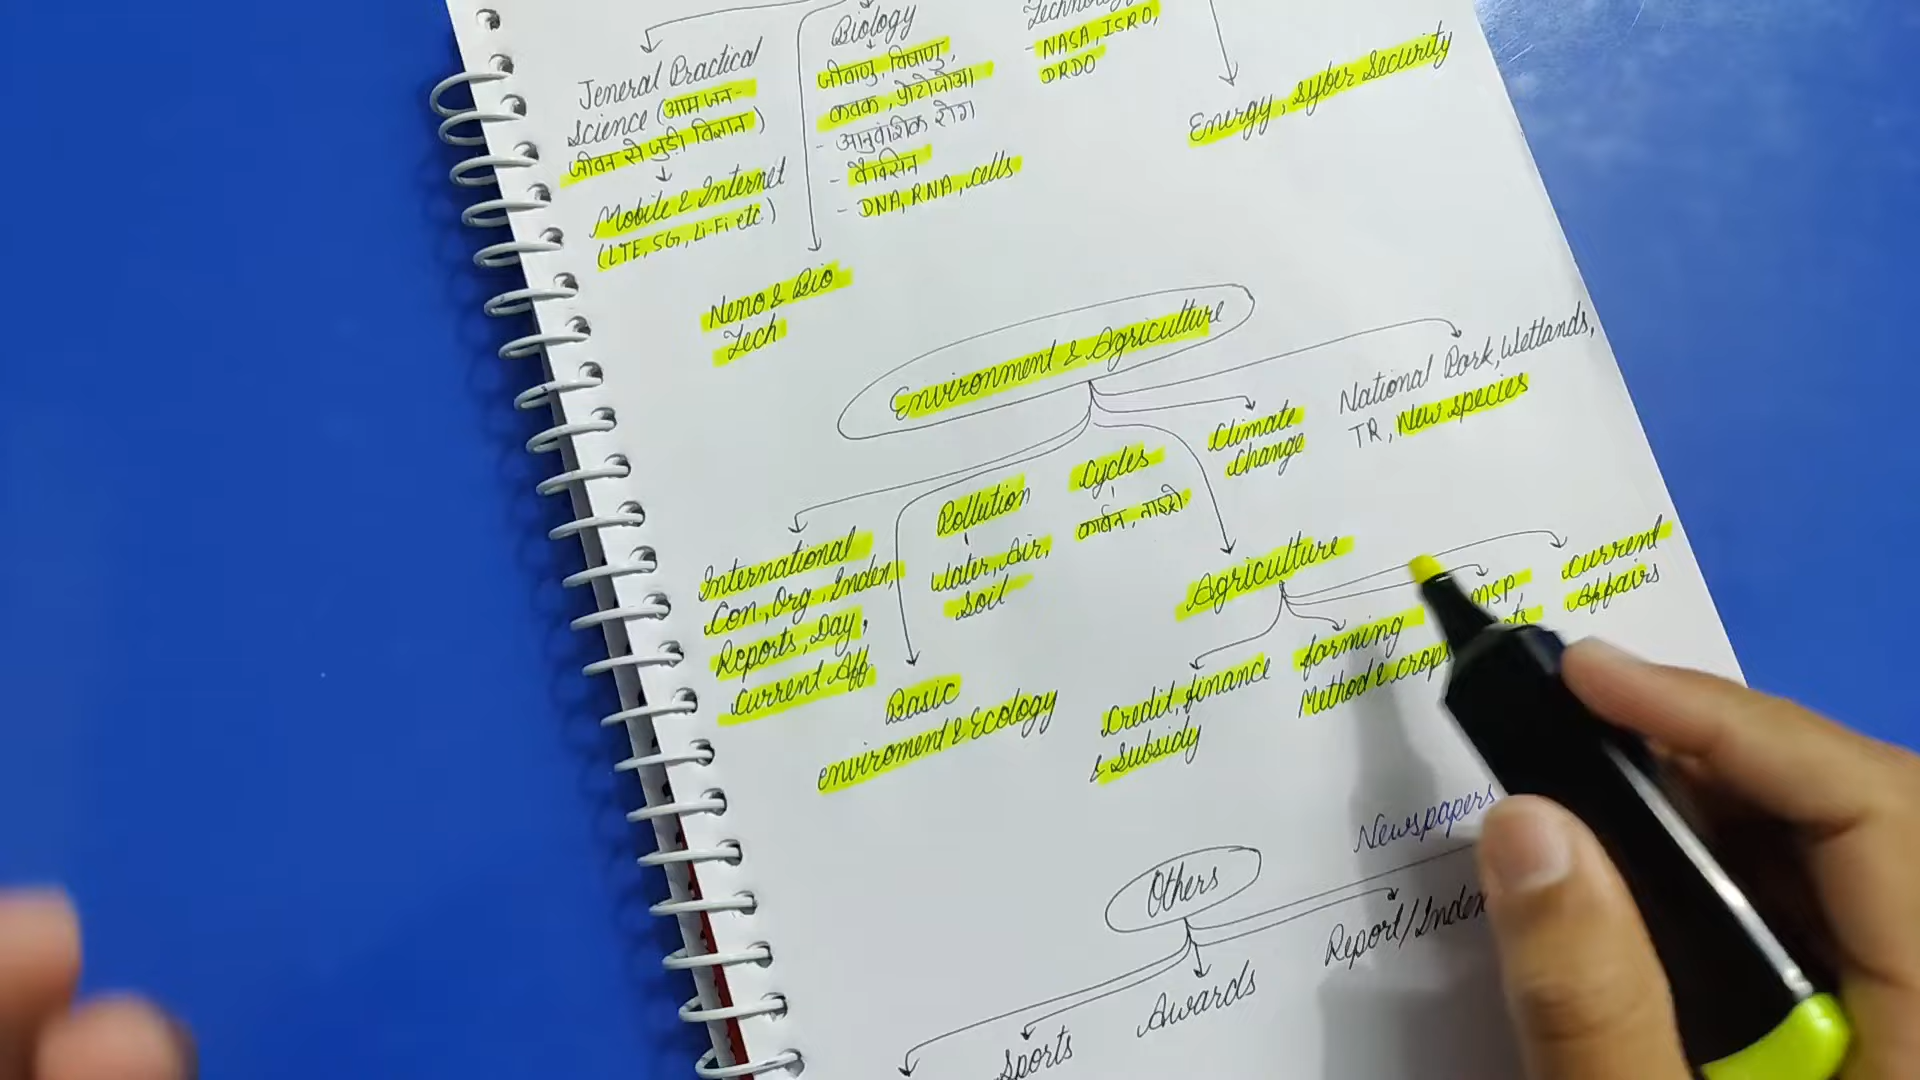 Biology
Jeneral Practical
Science (आम जन-
जीवन से जुड़ी विज्ञान)
Mobile & Internet
(LTE, 5G, Li-Fi etc.)
जीवाणु, विषाणु,
कवक, प्रोटोजोआ
- आनुवंशिक रोग
- वैक्सिन
- DNA, RNA, cells
- NASA, ISRO,
DRDO
Energy, syber Security
Neno & Bio
Tech
Environment & Agriculture
International
Con., Org., Inden,
Reports, Day,
Current Aff.
Basic
enviroment & Ecology
Pollution
Water, Air,
Soil
Cycles
कार्बन, नाइट्रो.
Climate
Change
National Park, Wetlands,
TR, New species
Agriculture
Credit, finance
& Subsidy
farming
Method & crops
MSP,
Current
Affairs
Others
Newspapers
Report/Index
Awards
Sports